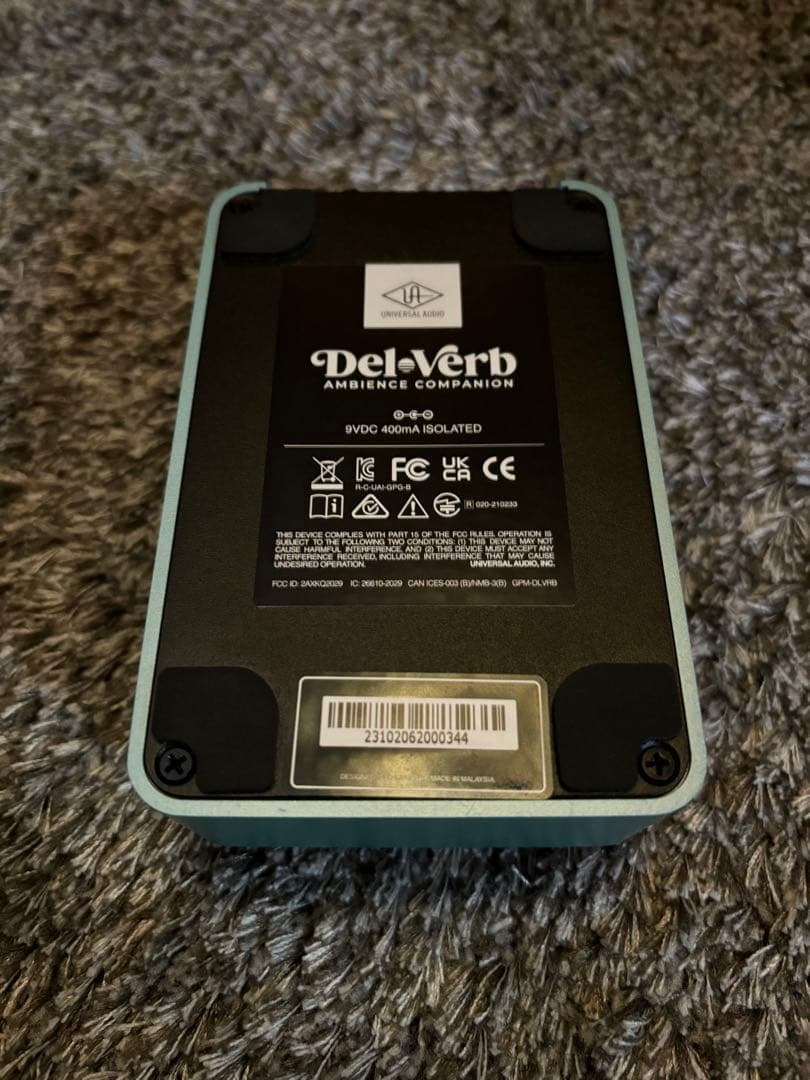 UA
UNIVERSAL AUDIO
Del•Verb
AMBIENCE COMPANION
9VDC 400mA ISOLATED
FC UK CA CE
R-C-UAI-GPG-B
R 020-210233
THIS DEVICE COMPLIES WITH PART 15 OF THE FCC RULES. OPERATION IS
SUBJECT TO THE FOLLOWING TWO CONDITIONS: (1) THIS DEVICE MAY NOT
CAUSE HARMFUL INTERFERENCE, AND (2) THIS DEVICE MUST ACCEPT ANY
INTERFERENCE RECEIVED, INCLUDING INTERFERENCE THAT MAY CAUSE
UNDESIRED OPERATION. UNIVERSAL AUDIO, INC.
FCC ID: 2AXKQ2029 IC: 26610-2029 CAN ICES-003 (B)/NMB-3(B) GPM-DLVRB
23102062000344
MADE IN MALAYSIA